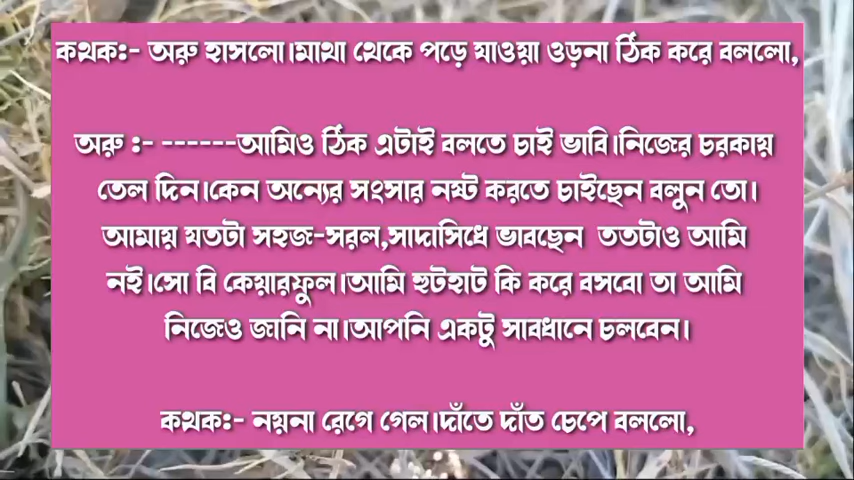 কথক:- অরু হাসলো।মাথা থেকে পড়ে যাওয়া ওড়না ঠিক করে বললো,
অরু :- ------আমিও ঠিক এটাই বলতে চাই ভাবি।নিজের চরকায়
তেল দিন।কেন অন্যের সংসার নষ্ট করতে চাইছেন বলুন তো।
আমায় যতটা সহজ-সরল,সাদাসিধে ভাবছেন ততটাও আমি
নই।সো বি কেয়ারফুল।আমি হুটহাট কি করে বসবো তা আমি
নিজেও জানি না।আপনি একটু সাবধানে চলবেন।
কথক:- নয়না রেগে গেল।দাঁতে দাঁত চেপে বললো,